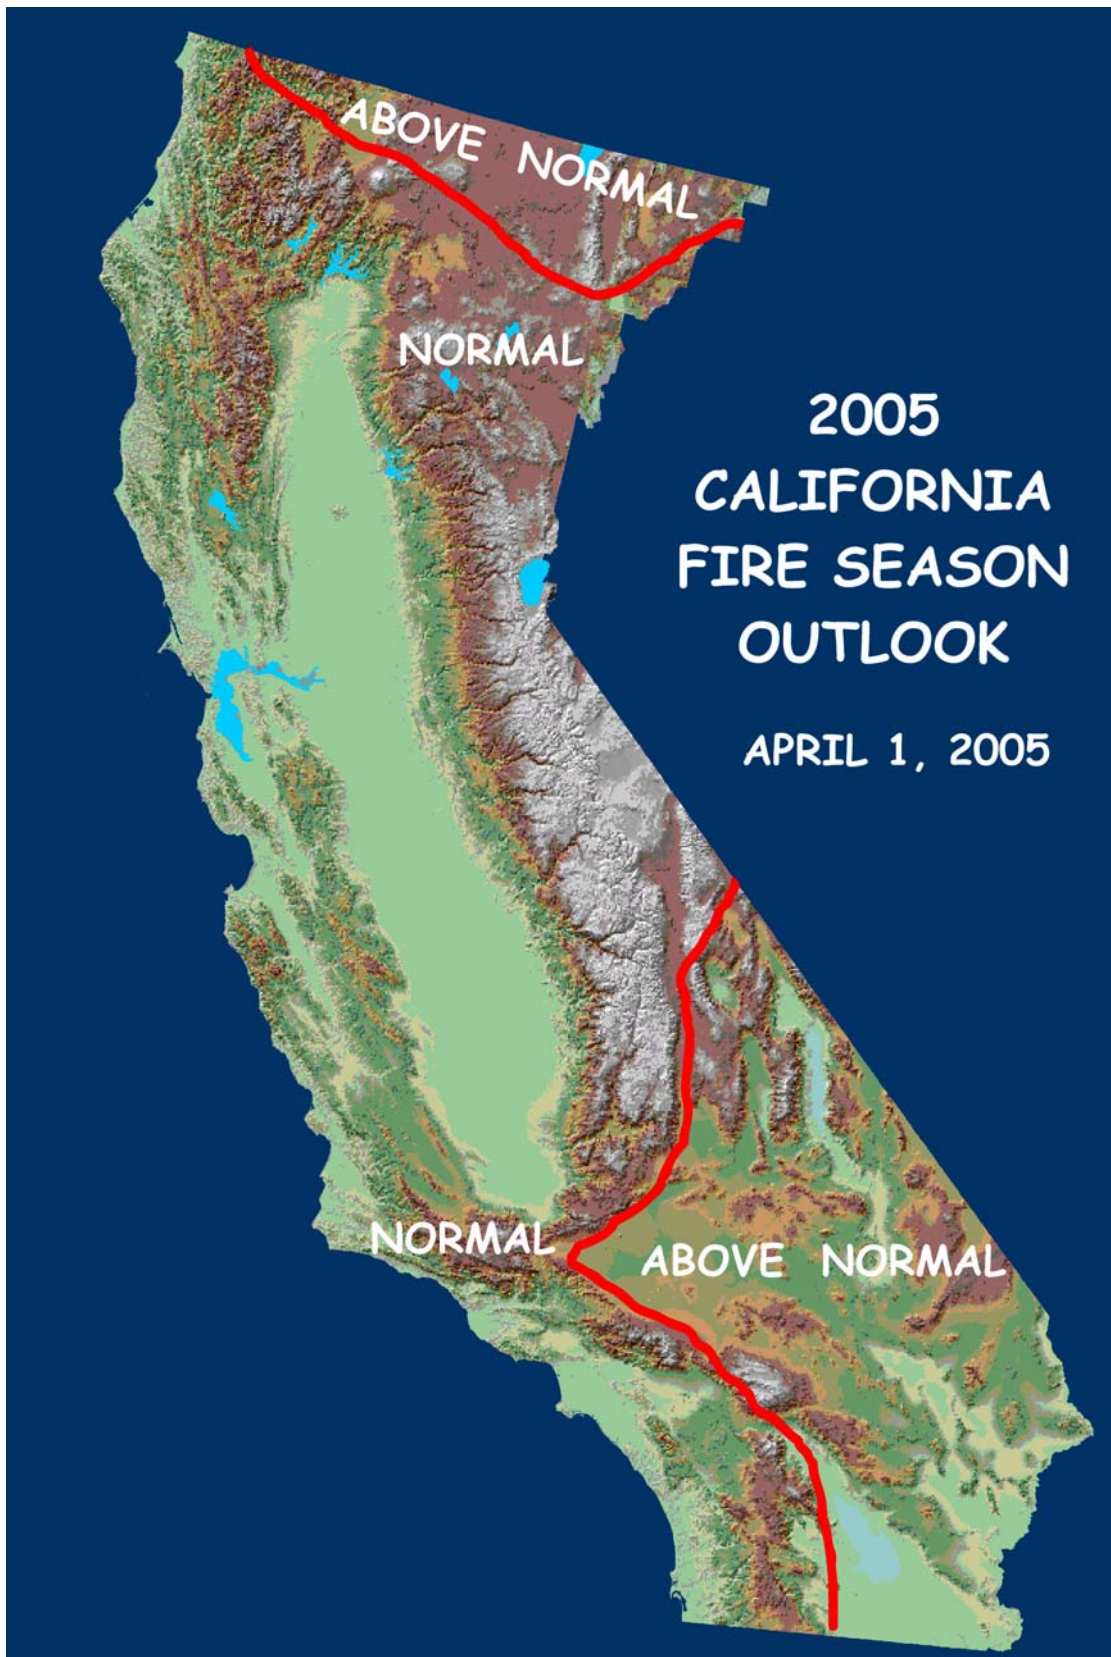 ABOVE NORMAL
NORMAL
2005
CALIFORNIA
FIRE SEASON
OUTLOOK
APRIL 1, 2005
NORMAL
ABOVE NORMAL